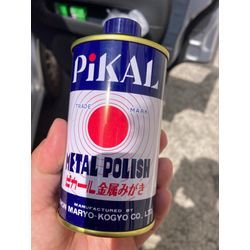 PiKAL
TRADE MARK
METAL POLISH
ピカール金属みがき
MANUFACTURED BY
MARYO-KOGYO CO. LT